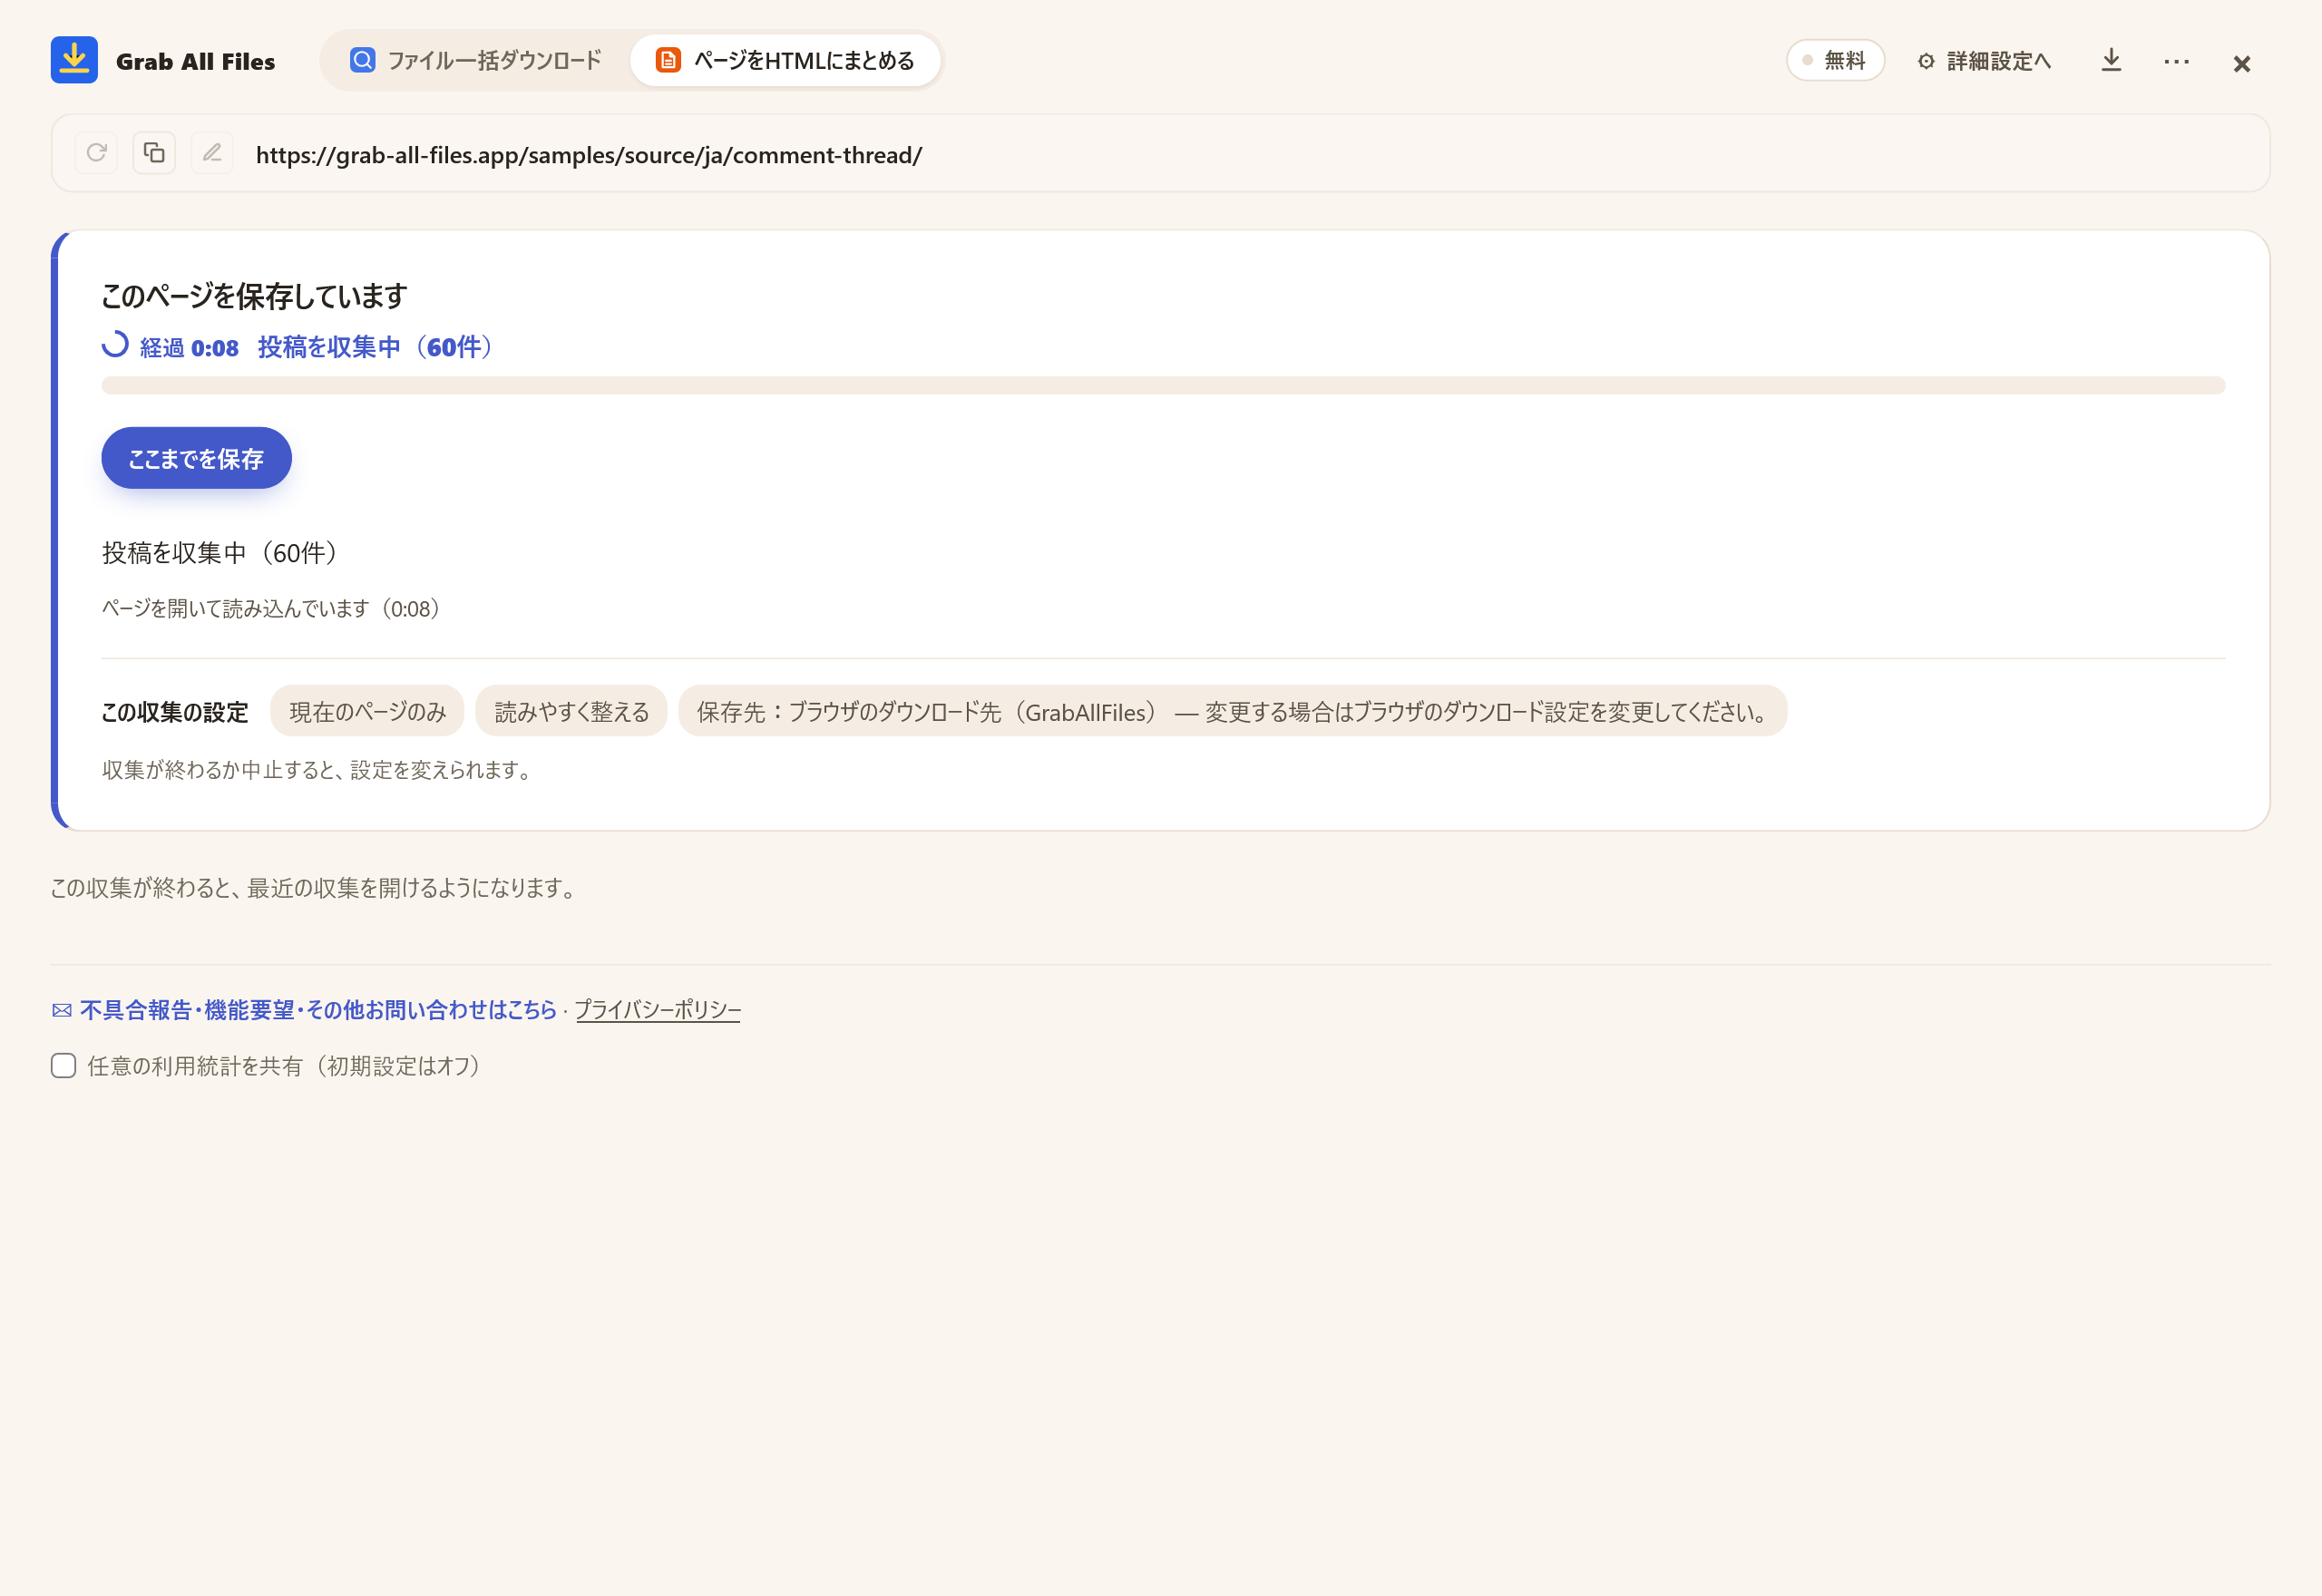 Grab All Files
ファイル一括ダウンロード
ページをHTMLにまとめる
無料
詳細設定へ
https://grab-all-files.app/samples/source/ja/comment-thread/
このページを保存しています
経過 0:08 投稿を収集中（60件）
ここまでを保存
投稿を収集中（60件）
ページを開いて読み込んでいます（0:08）
この収集の設定 現在のページのみ 読みやすく整える 保存先：ブラウザのダウンロード先（GrabAllFiles） — 変更する場合はブラウザのダウンロード設定を変更してください。
収集が終わるか中止すると、設定を変えられます。
この収集が終わると、最近の収集を開けるようになります。
不具合報告・機能要望・その他お問い合わせはこちら · プライバシーポリシー
任意の利用統計を共有（初期設定はオフ）